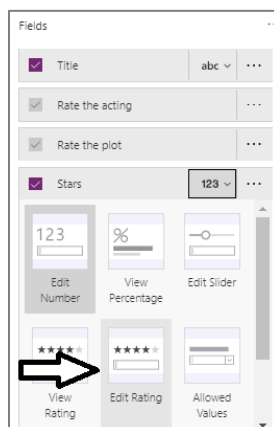 Fields
Title abc
Rate the acting
Rate the plot
Stars 123
123 %
Edit Number View Percentage Edit Slider
View Rating Edit Rating Allowed Values